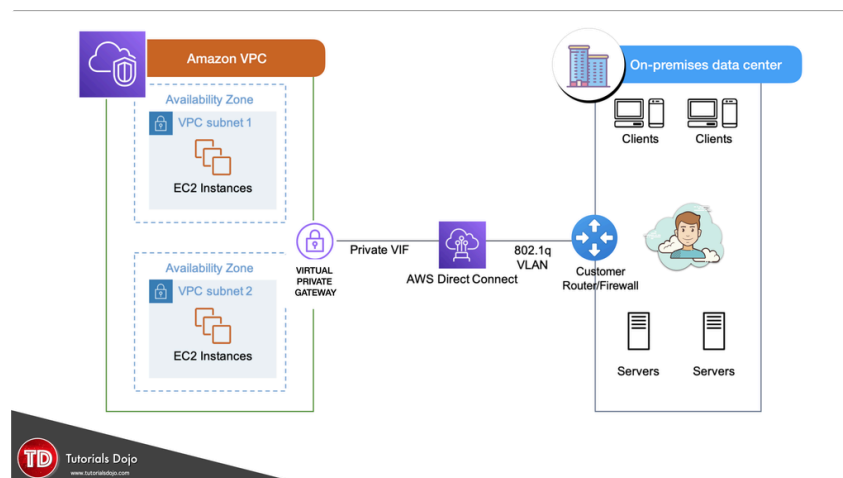 Amazon VPC
On-premises data center
Availability Zone
VPC subnet 1
EC2 Instances
Clients
Clients
Private VIF
AWS Direct Connect
802.1q
VLAN
Customer
Router/Firewall
VIRTUAL
PRIVATE
GATEWAY
Availability Zone
VPC subnet 2
EC2 Instances
Servers
Servers
TD
Tutorials Dojo
www.tutorialsdojo.com